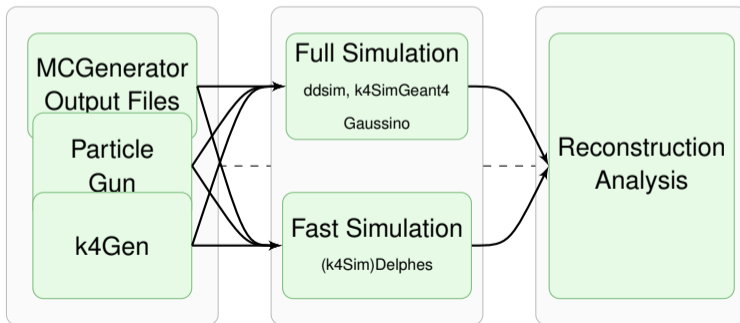 MCGenerator
Output Files
Particle
Gun
k4Gen
Full Simulation
ddsim, k4SimGeant4
Gaussino
Fast Simulation
(k4Sim)Delphes
Reconstruction
Analysis